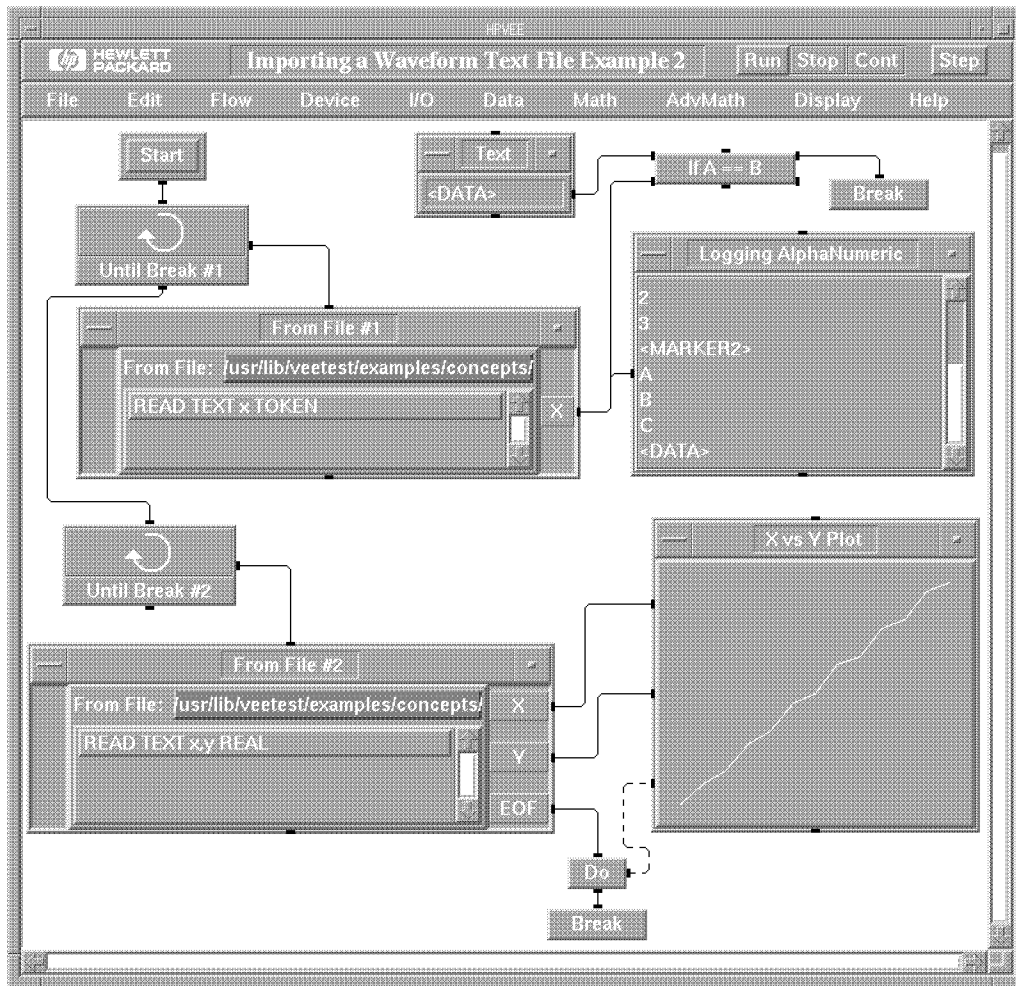 HPVEE
hp HEWLETT PACKARD Importing a Waveform Text File Example 2 Run Stop Cont Step
File Edit Flow Device I/O Data Math AdvMath Display Help
Start
Text
<DATA>
If A == B
Break
Until Break #1
Logging AlphaNumeric
2
3
<MARKER2>
A
B
C
<DATA>
From File #1
From File: /usr/lib/veetest/examples/concepts/
READ TEXT x TOKEN
X
Until Break #2
X vs Y Plot
From File #2
From File: /usr/lib/veetest/examples/concepts/
READ TEXT x,y REAL
X
Y
EOF
Do
Break